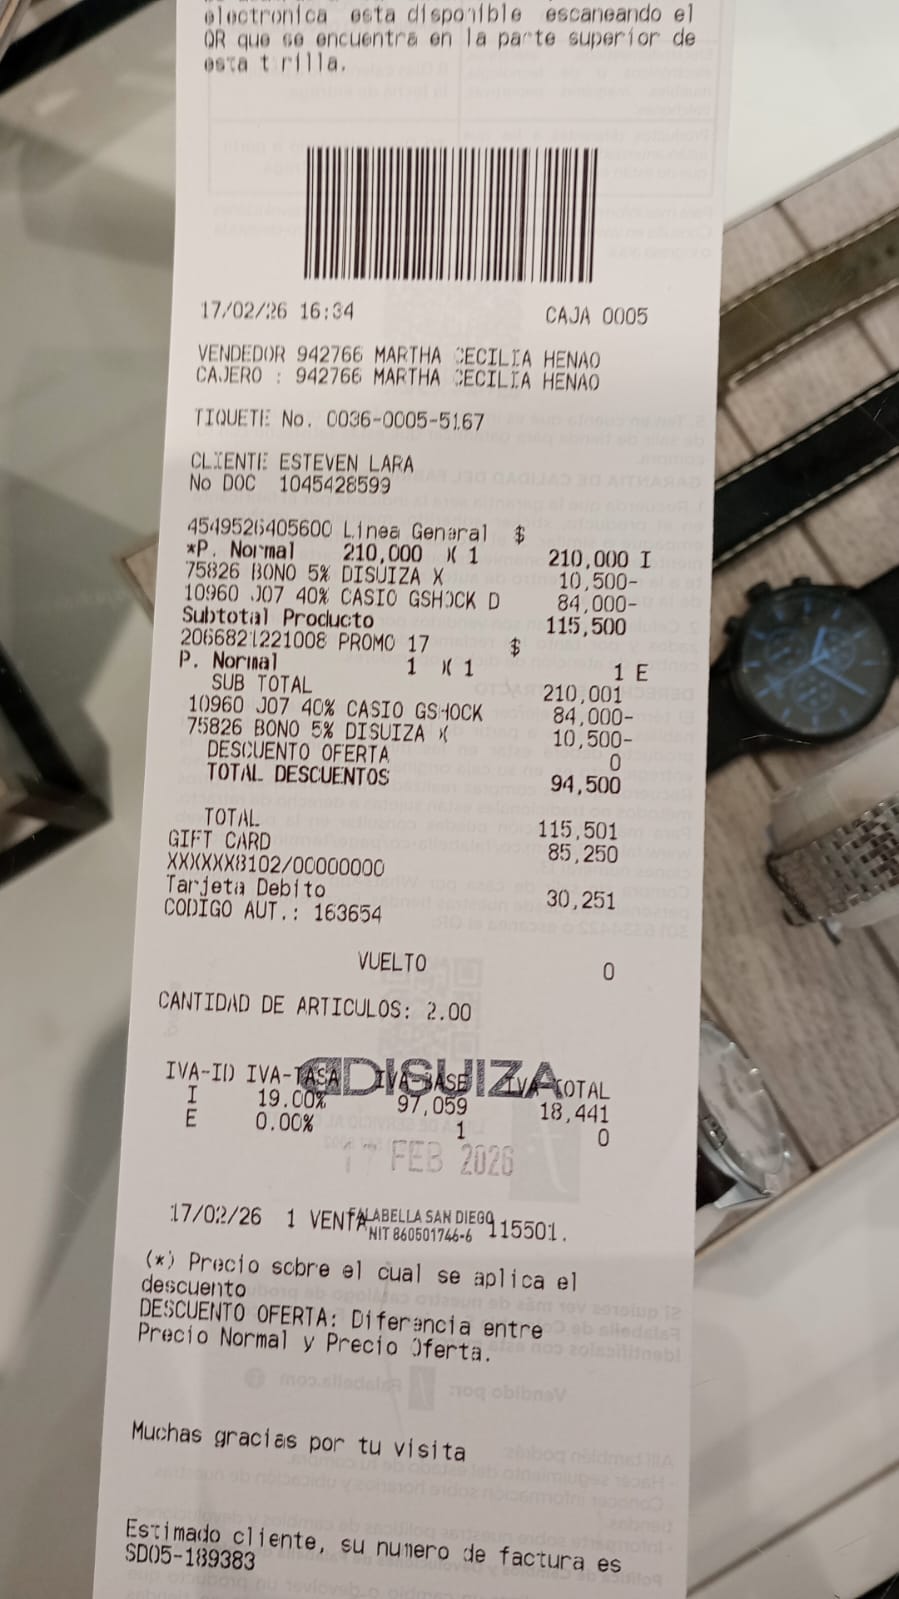 electronica esta disponible escaneando el
QR que se encuentra en la parte superior de
esta t rilla.
17/02/26 16:34 CAJA 0005
VENDEDOR 942766 MARTHA CECILIA HENAO
CAJERO : 942766 MARTHA CECILIA HENAO
TIQUETE No. 0036-0005-5167
CLIENTE ESTEVEN LARA
No DOC 1045428599
4549526405600 Linea General $
*P. Normal 210,000 X 1 210,000 I
75826 BONO 5% DISUIZA X 10,500-
10960 J07 40% CASIO GSHOCK D 84,000-
Subtotal Producto 115,500
2066821221008 PROMO 17 $
P. Normal 1 X 1 1 E
SUB TOTAL 210,001
10960 J07 40% CASIO GSHOCK 84,000-
75826 BONO 5% DISUIZA X 10,500-
DESCUENTO OFERTA 0
TOTAL DESCUENTOS 94,500
TOTAL 115,501
GIFT CARD 85,250
XXXXXX8102/00000000
Tarjeta Debito 30,251
CODIGO AUT.: 163654
VUELTO 0
CANTIDAD DE ARTICULOS: 2.00
DISUIZA
IVA-ID IVA-TASA IVA-BASE IVA-TOTAL
I 19.00% 97,059 18,441
E 0.00% 1 0
17 FEB 2026
17/02/26 1 VENTA 115501.
FALABELLA SAN DIEGO
NIT 860501746-6
(*) Precio sobre el cual se aplica el
descuento
DESCUENTO OFERTA: Diferencia entre
Precio Normal y Precio Oferta.
Muchas gracias por tu visita
Estimado cliente, su numero de factura es
SD05-189383